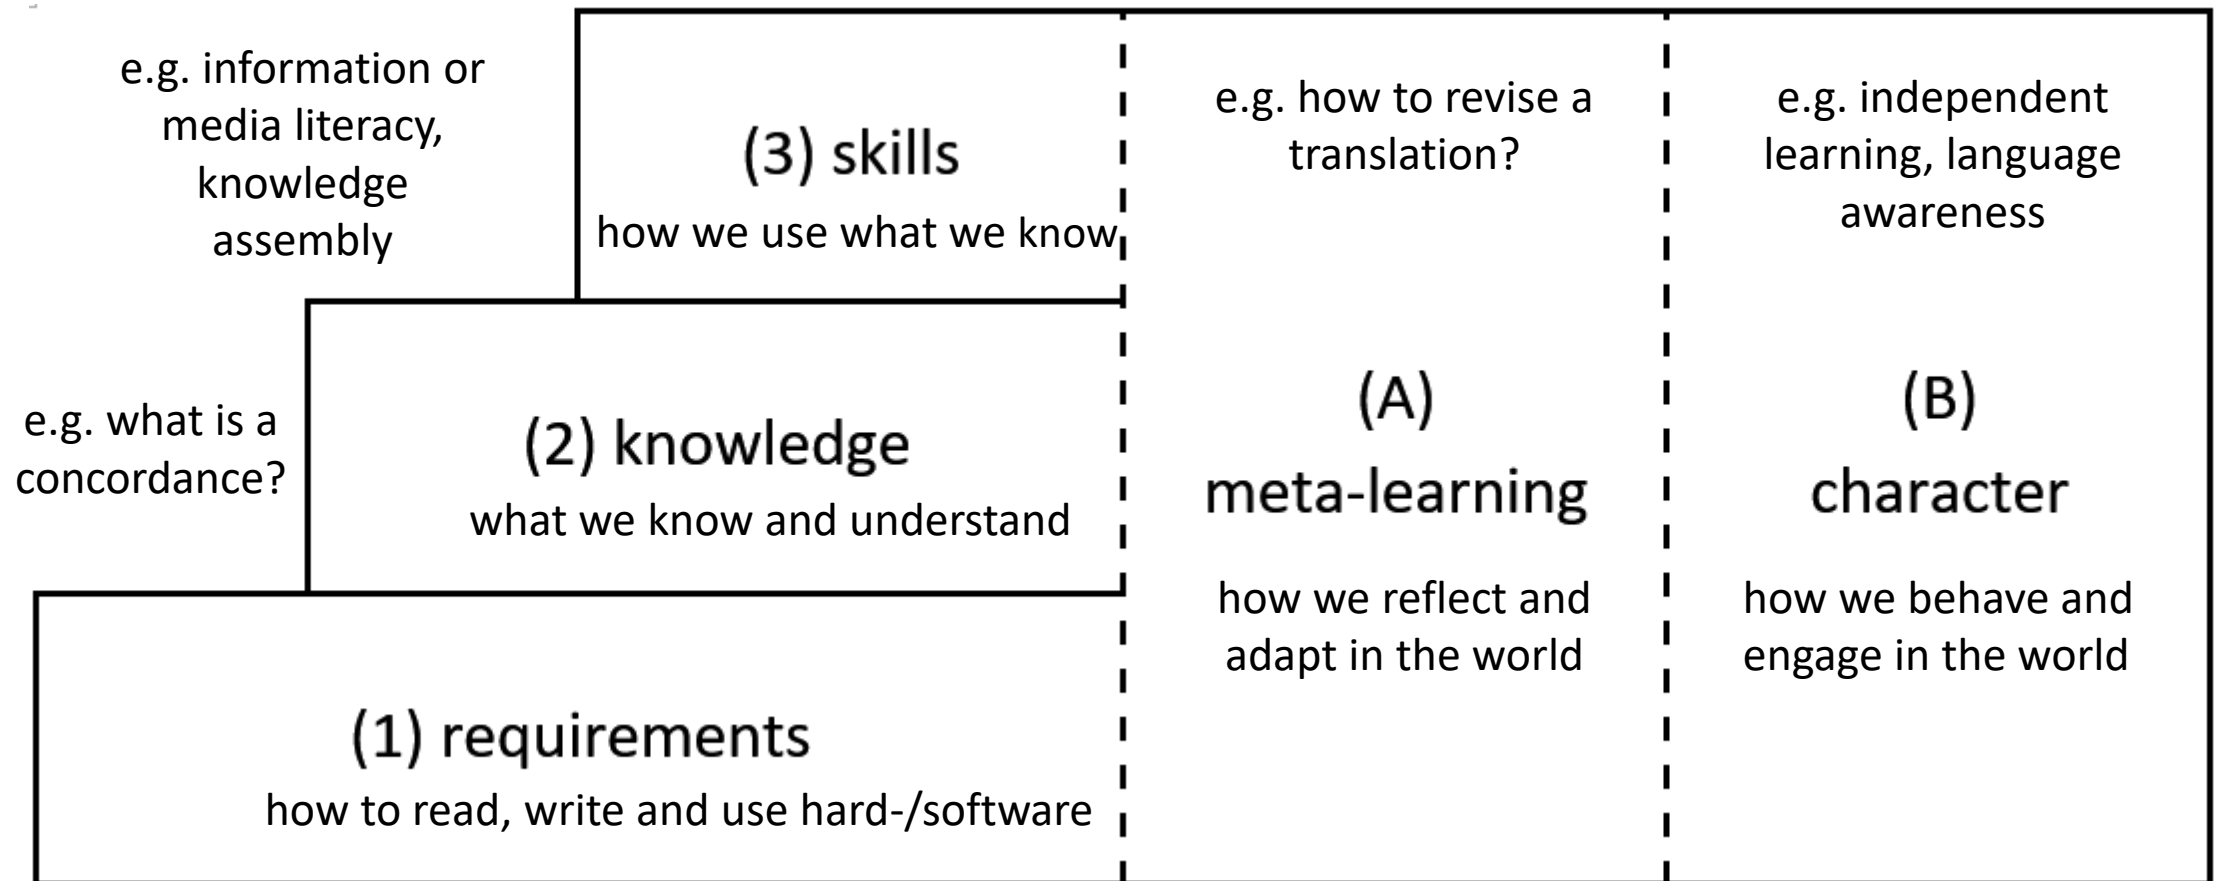 e.g. information or
media literacy,
knowledge
assembly
(3) skills
how we use what we know
e.g. how to revise a
translation?
e.g. independent
learning, language
awareness
e.g. what is a
concordance?
(2) knowledge
what we know and understand
(A)
meta-learning
how we reflect and
adapt in the world
(B)
character
how we behave and
engage in the world
(1) requirements
how to read, write and use hard-/software